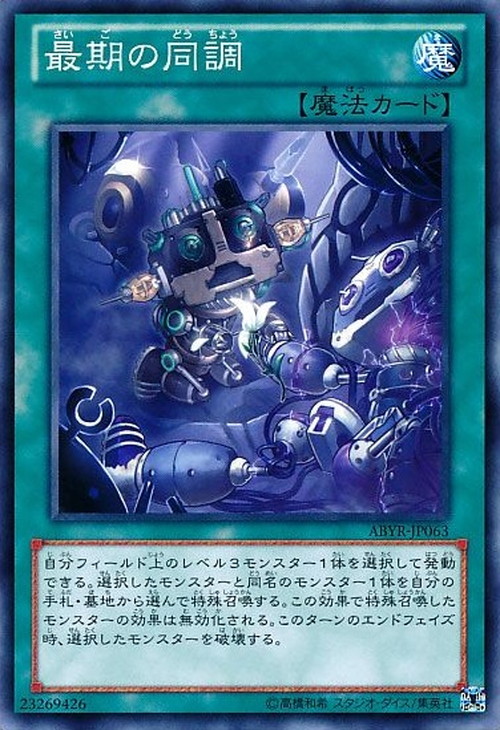 最期の同調
魔
【魔法カード】
ABYR-JP063
自分フィールド上のレベル3モンスター1体を選択して発動
できる。選択したモンスターと同名のモンスター1体を自分の
手札・墓地から選んで特殊召喚する。この効果で特殊召喚した
モンスターの効果は無効化される。このターンのエンドフェイズ
時、選択したモンスターを破壊する。
23269426
©高橋和希 スタジオ・ダイス/集英社